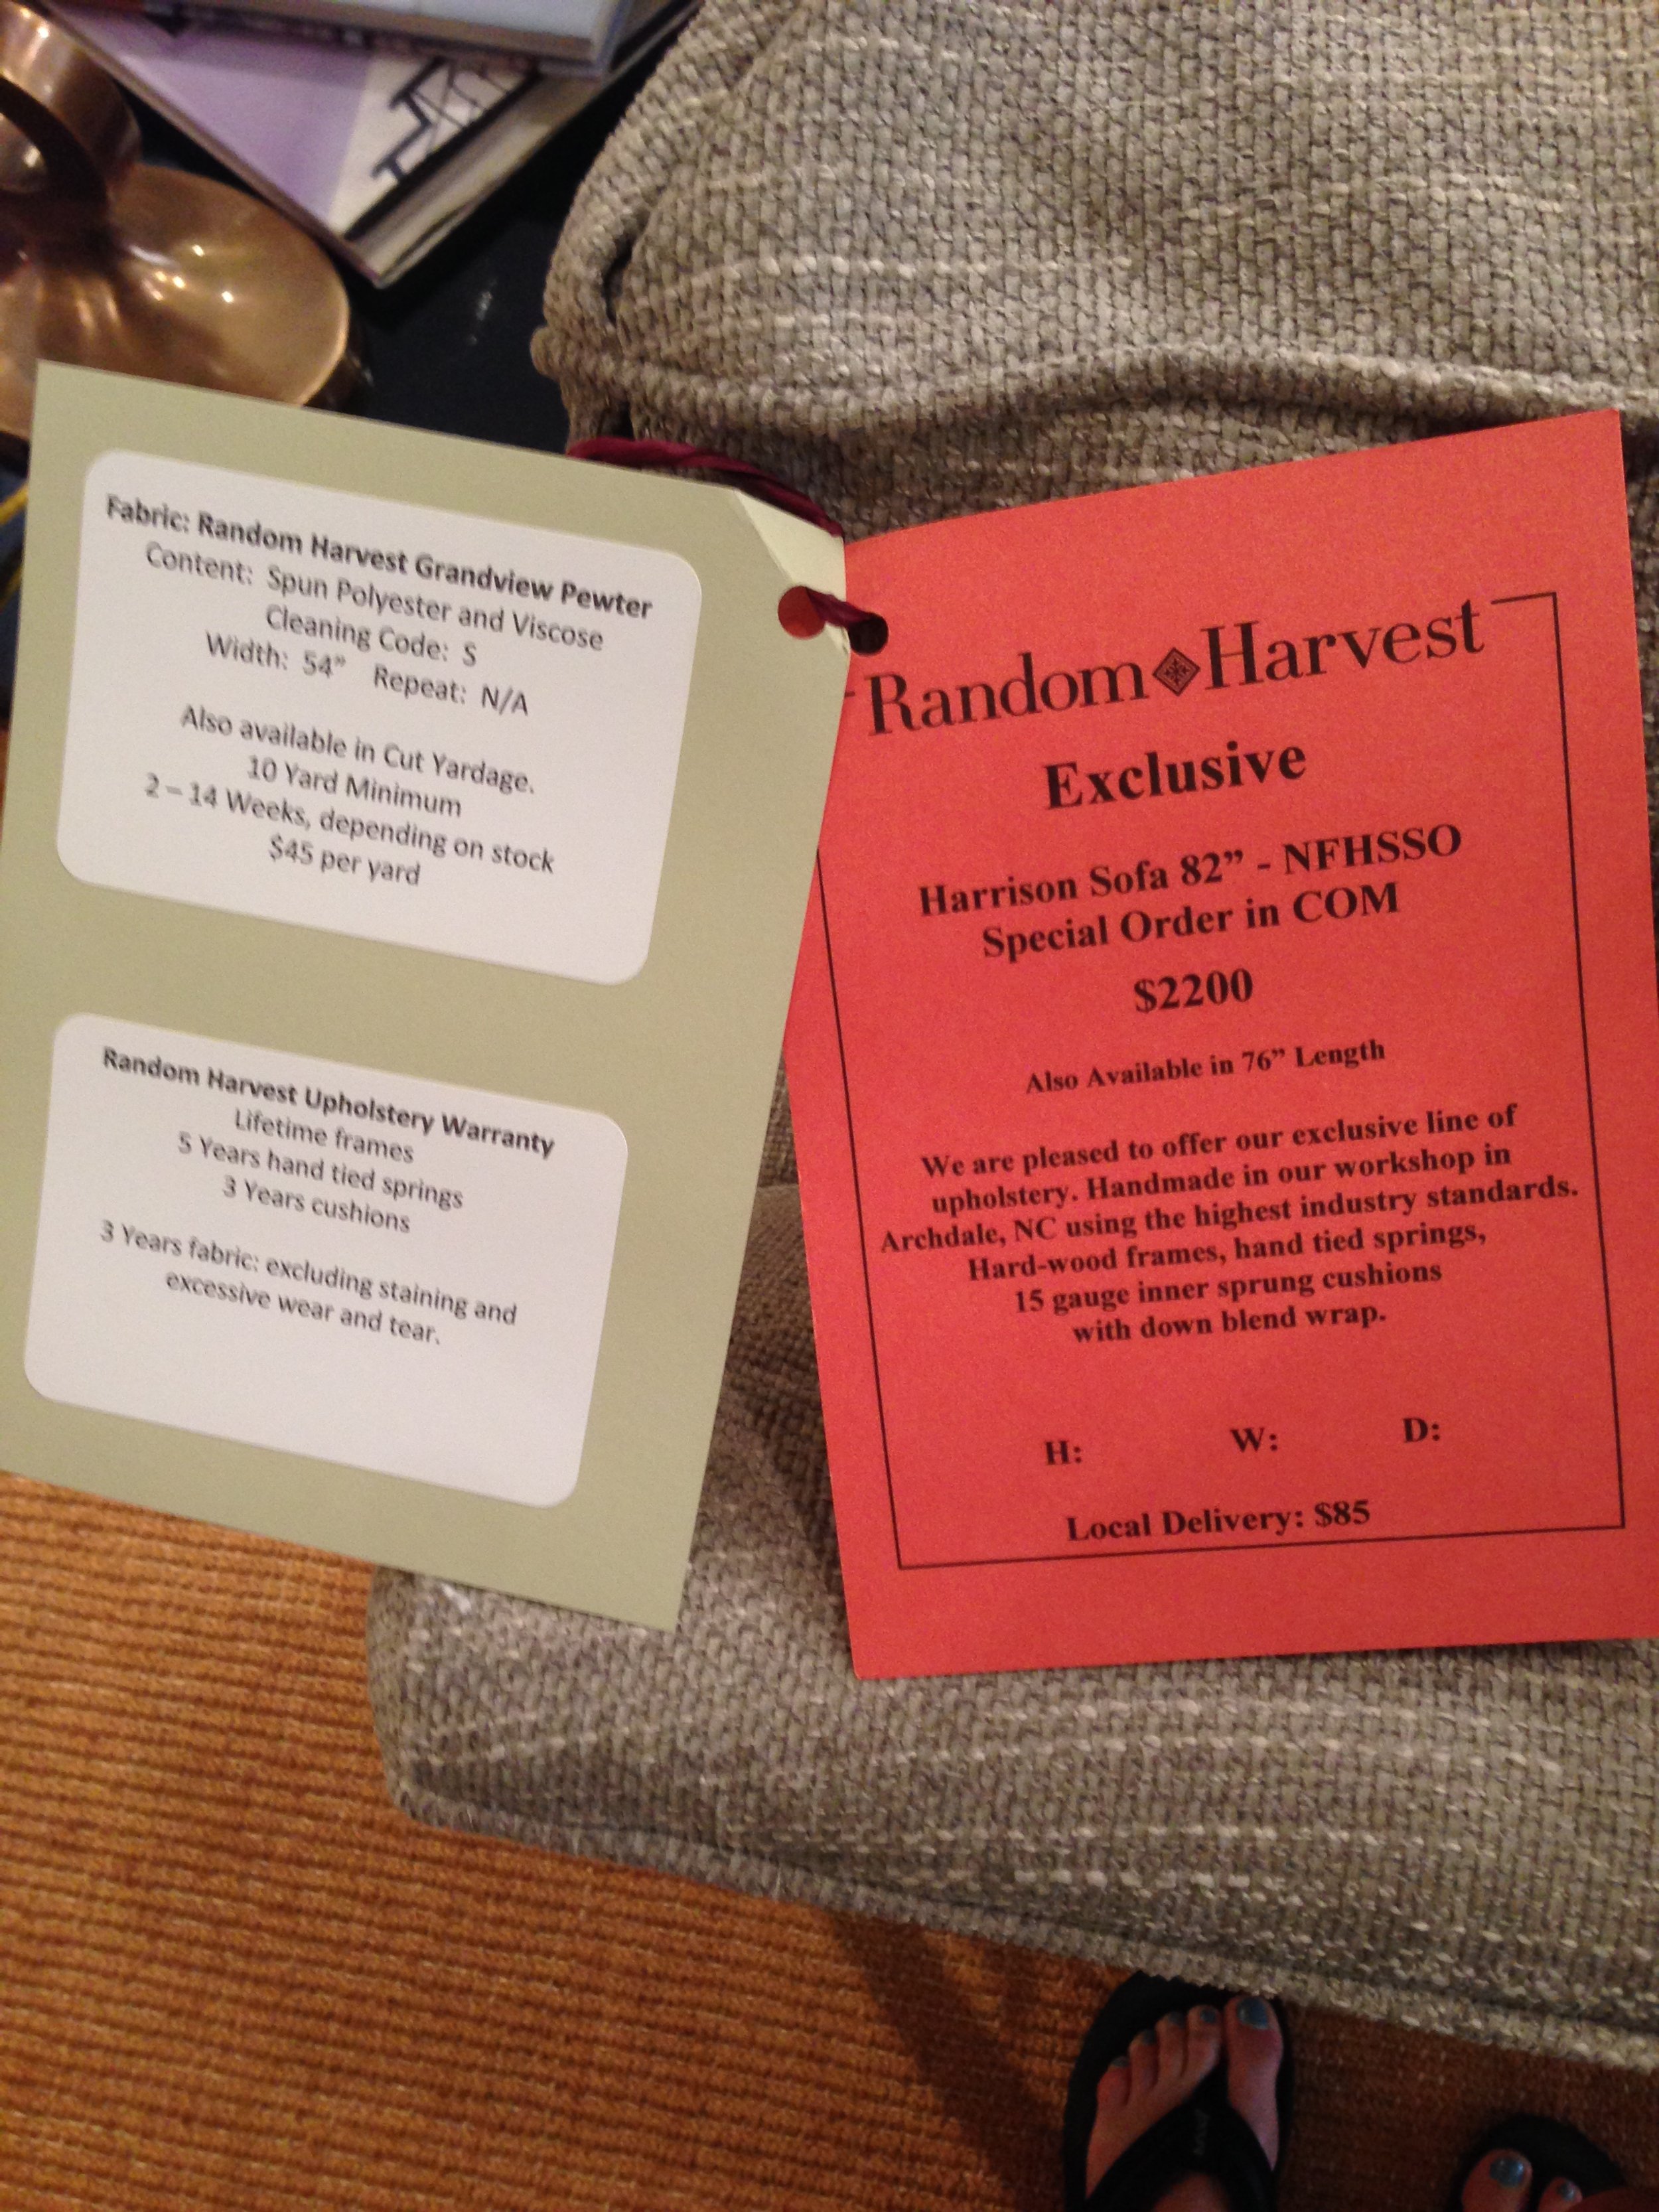 Fabric: Random Harvest Grandview Pewter
Content: Spun Polyester and Viscose
Cleaning Code: S
Width: 54” Repeat: N/A
Also available in Cut Yardage.
10 Yard Minimum
2 – 14 Weeks, depending on stock
$45 per yard
Random Harvest Upholstery Warranty
Lifetime frames
5 Years hand tied springs
3 Years cushions
3 Years fabric: excluding staining and
excessive wear and tear.
Random Harvest
Exclusive
Harrison Sofa 82” - NFHSSO
Special Order in COM
$2200
Also Available in 76” Length
We are pleased to offer our exclusive line of
upholstery. Handmade in our workshop in
Archdale, NC using the highest industry standards.
Hard-wood frames, hand tied springs,
15 gauge inner sprung cushions
with down blend wrap.
H: W: D:
Local Delivery: $85